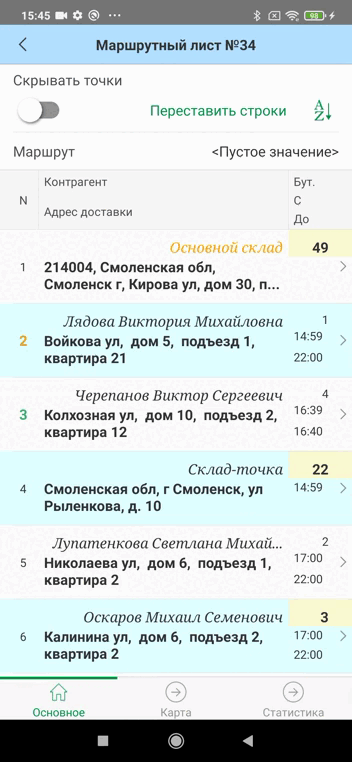 15:45
98
Маршрутный лист №34
Скрывать точки
Переставить строки
A
Z
Маршрут
<Пустое значение>
N
Контрагент
Адрес доставки
Бут.
С
До
Основной склад
49
1
214004, Смоленская обл,
Смоленск г, Кирова ул, дом 30, п...
Лядова Виктория Михайловна
1
2
Войкова ул, дом 5, подъезд 1,
квартира 21
14:59
22:00
Черепанов Виктор Сергеевич
4
3
Колхозная ул, дом 10, подъезд 2,
квартира 12
16:39
16:40
Склад-точка
22
4
Смоленская обл, г Смоленск, ул
Рыленкова, д. 10
14:59
Лупатенкова Светлана Михай...
2
5
Николаева ул, дом 6, подъезд 1,
квартира 2
17:00
22:00
Оскаров Михаил Семенович
3
6
Калинина ул, дом 6, подъезд 2,
квартира 2
17:00
22:00
Основное
Карта
Статистика